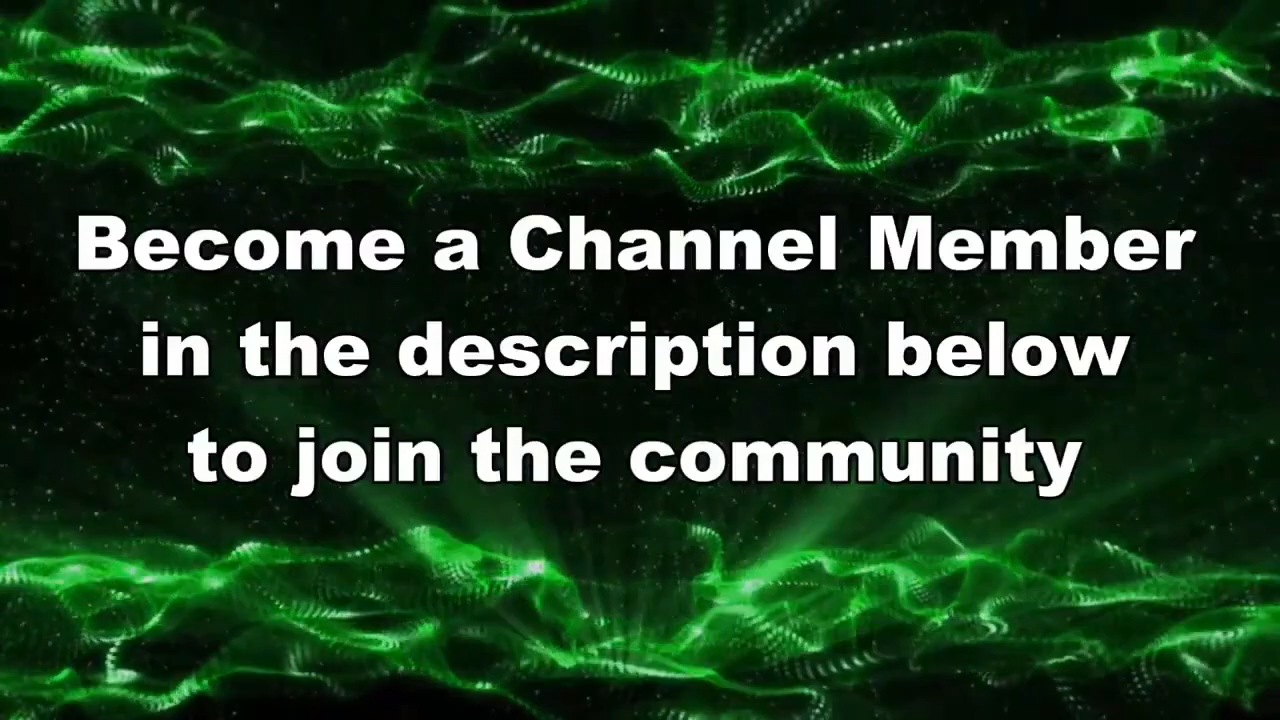 Become a Channel Member
in the description below
to join the community